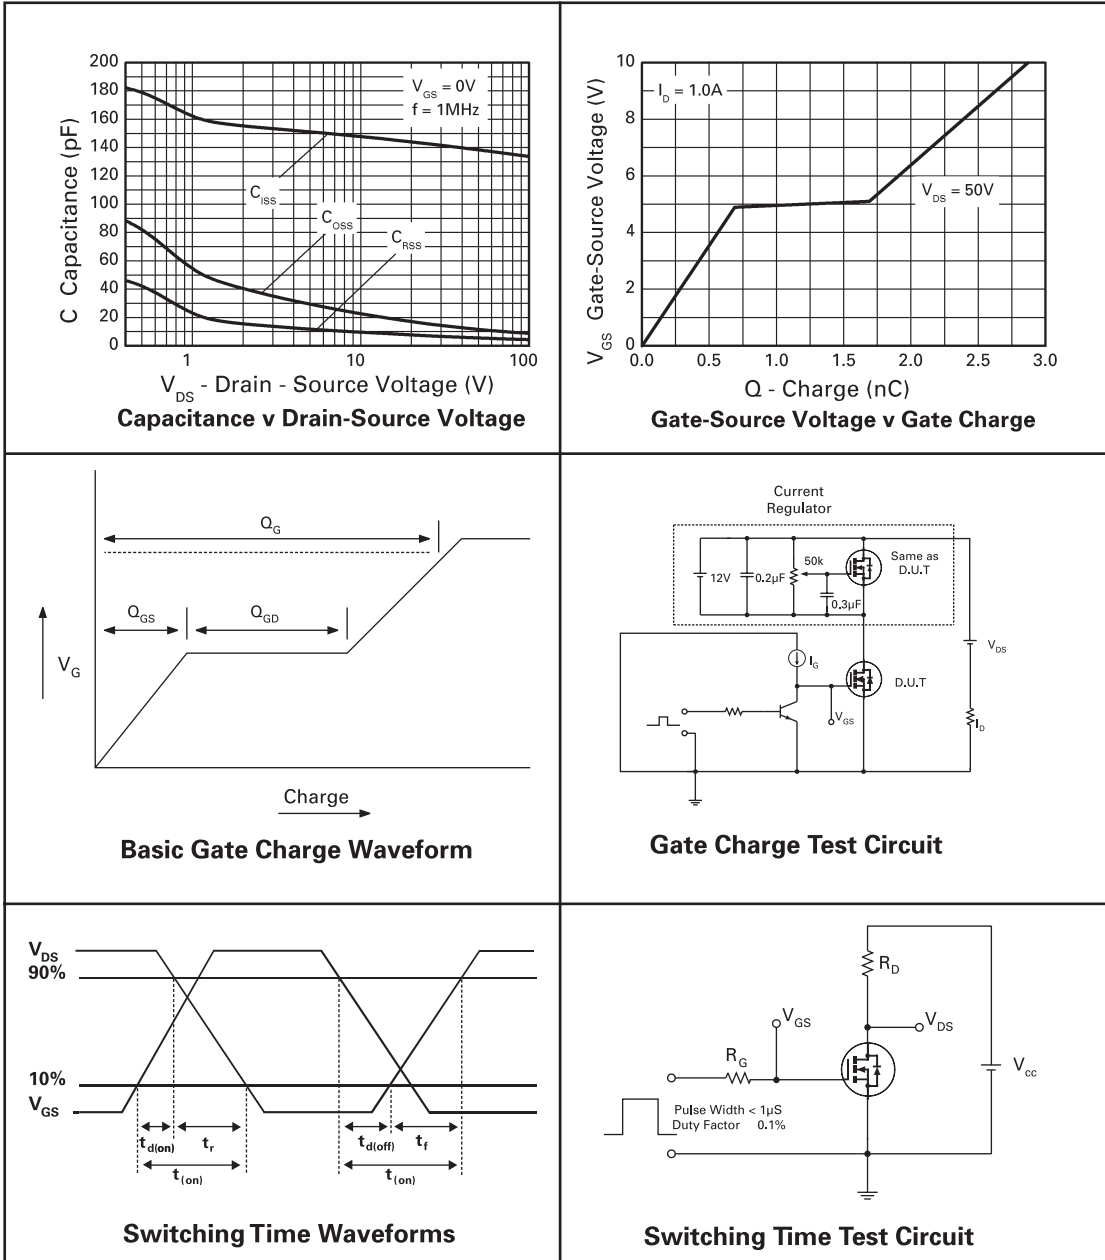 200
180
160
140
120
100
80
60
40
20
0
C Capacitance (pF)
V_GS = 0V
f = 1MHz
C_ISS
C_OSS
C_RSS
1
10
100
V_DS - Drain - Source Voltage (V)
Capacitance v Drain-Source Voltage
10
8
6
4
2
0
V_GS Gate-Source Voltage (V)
I_D = 1.0A
V_DS = 50V
0.0 0.5 1.0 1.5 2.0 2.5 3.0
Q - Charge (nC)
Gate-Source Voltage v Gate Charge
Q_G
Q_GS
Q_GD
V_G
Charge
Basic Gate Charge Waveform
Current
Regulator
12V
0.2µF
50k
0.3µF
Same as
D.U.T
I_G
V_DS
D.U.T
V_GS
I_D
Gate Charge Test Circuit
V_DS
90%
10%
V_GS
t_d(on)
t_r
t_d(off)
t_f
t_(on)
t_(on)
Switching Time Waveforms
R_D
V_GS
V_DS
R_G
V_cc
Pulse Width < 1µS
Duty Factor 0.1%
Switching Time Test Circuit